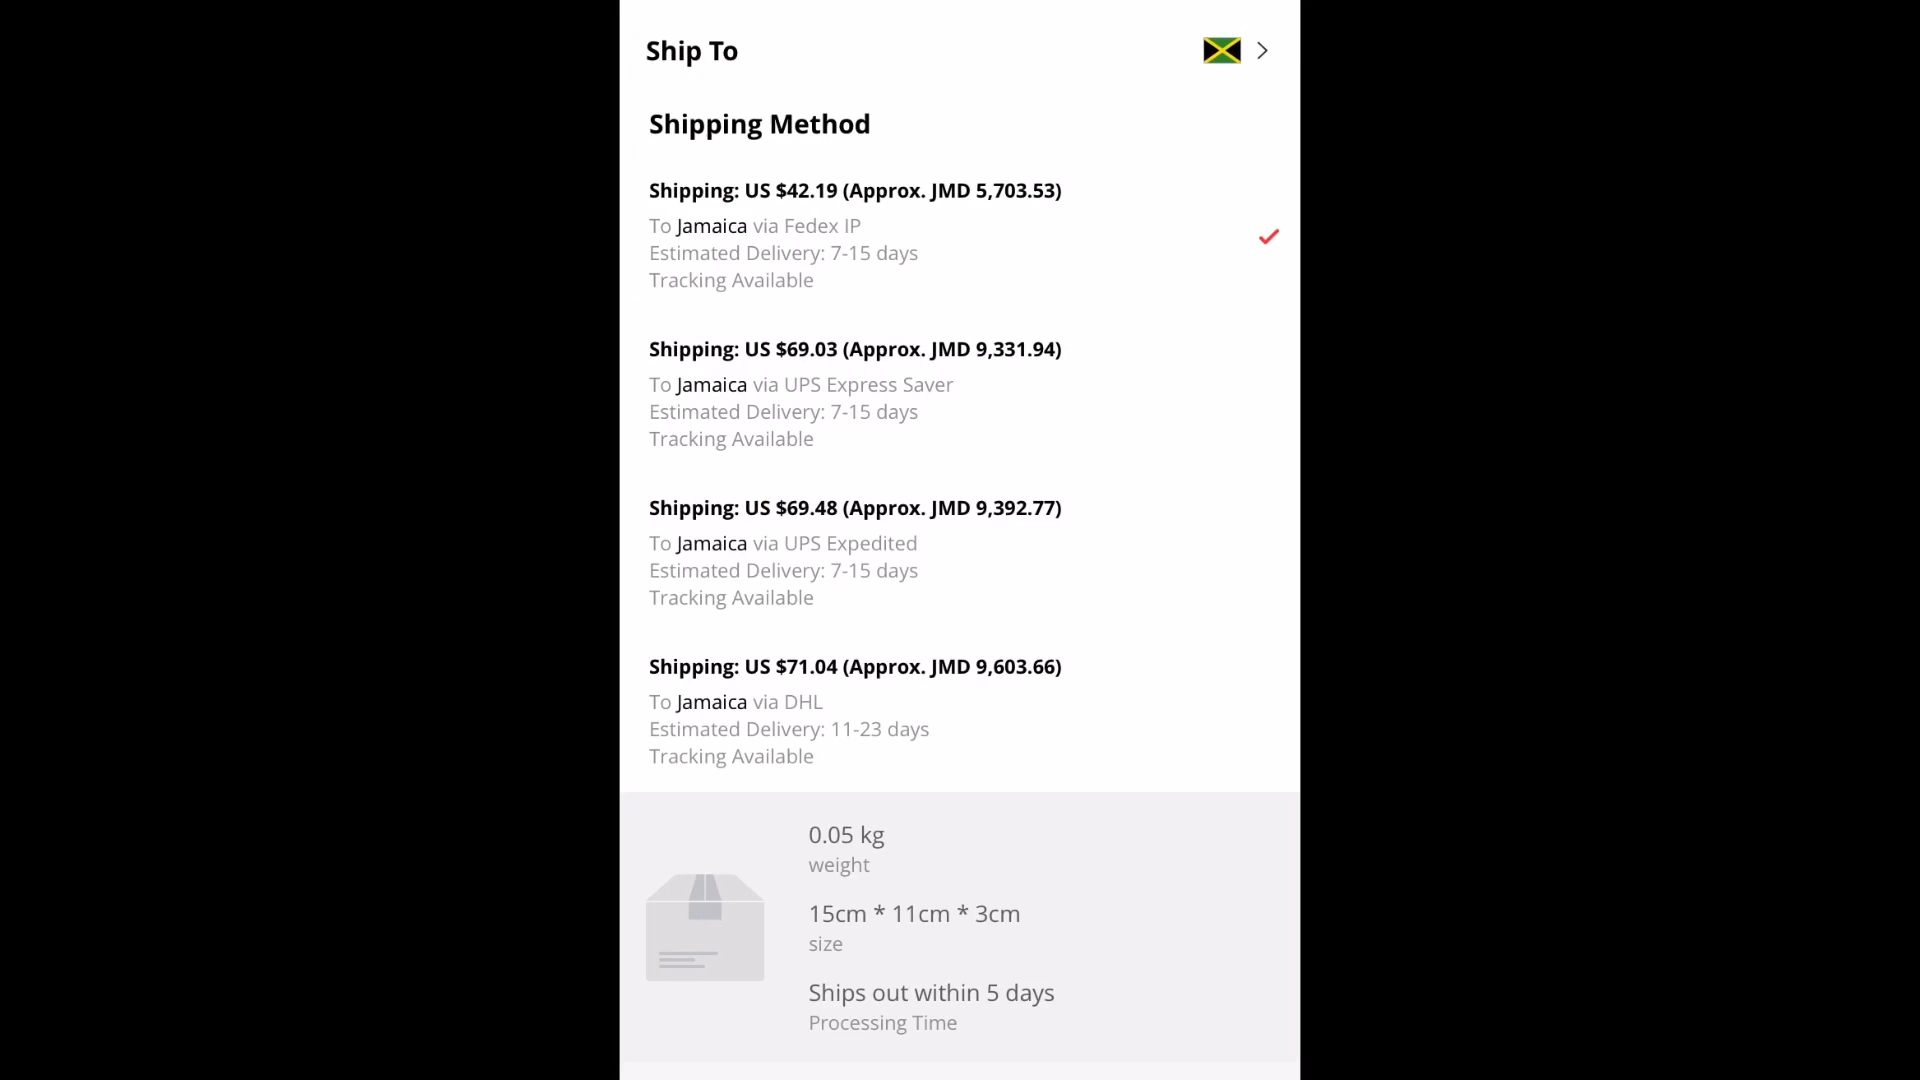 Ship To
Shipping Method
Shipping: US $42.19 (Approx. JMD 5,703.53)
To Jamaica via Fedex IP
Estimated Delivery: 7-15 days
Tracking Available
Shipping: US $69.03 (Approx. JMD 9,331.94)
To Jamaica via UPS Express Saver
Estimated Delivery: 7-15 days
Tracking Available
Shipping: US $69.48 (Approx. JMD 9,392.77)
To Jamaica via UPS Expedited
Estimated Delivery: 7-15 days
Tracking Available
Shipping: US $71.04 (Approx. JMD 9,603.66)
To Jamaica via DHL
Estimated Delivery: 11-23 days
Tracking Available
0.05 kg
weight
15cm * 11cm * 3cm
size
Ships out within 5 days
Processing Time